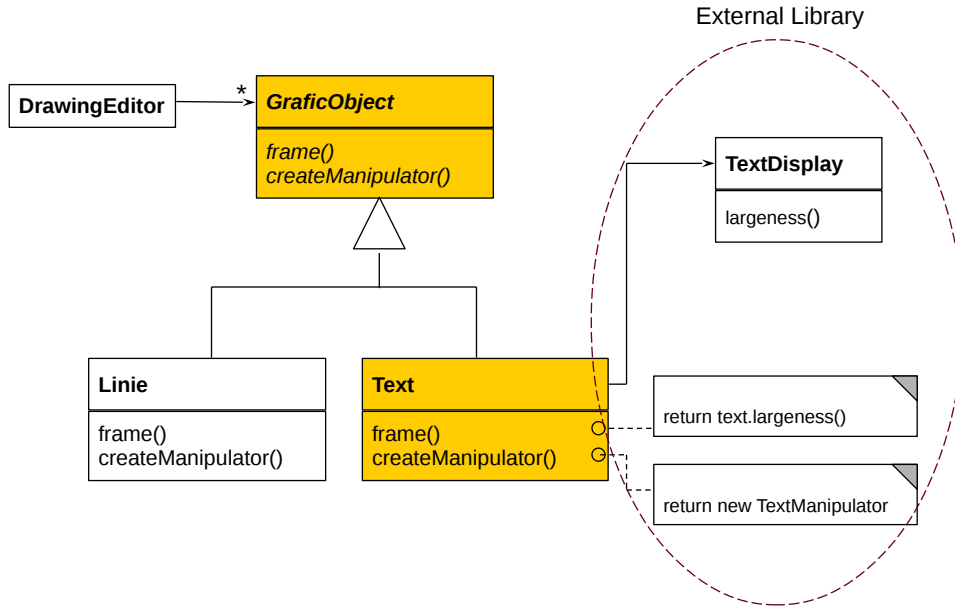 External Library
DrawingEditor
*
GraficObject
frame()
createManipulator()
TextDisplay
largeness()
Linie
frame()
createManipulator()
Text
frame()
createManipulator()
return text.largeness()
return new TextManipulator